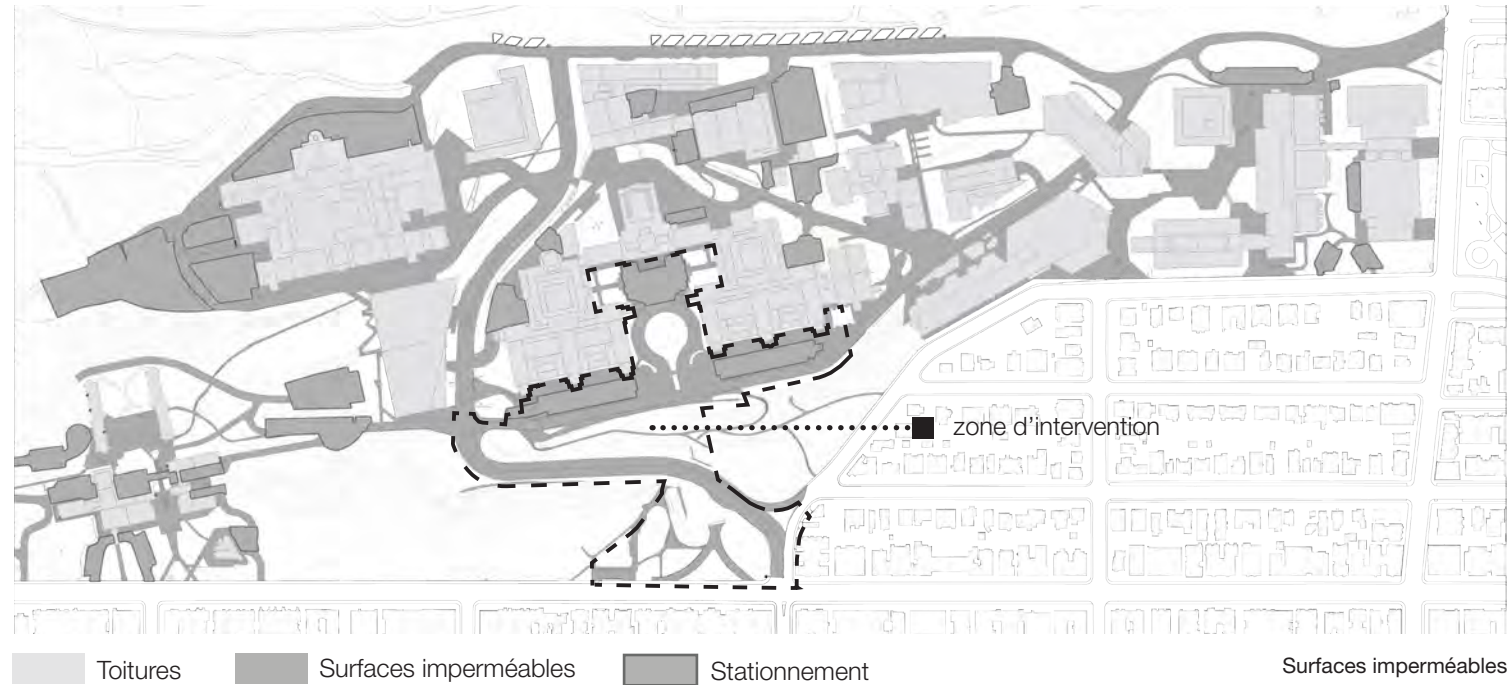 zone d'intervention
Toitures
Surfaces imperméables
Stationnement
Surfaces imperméables